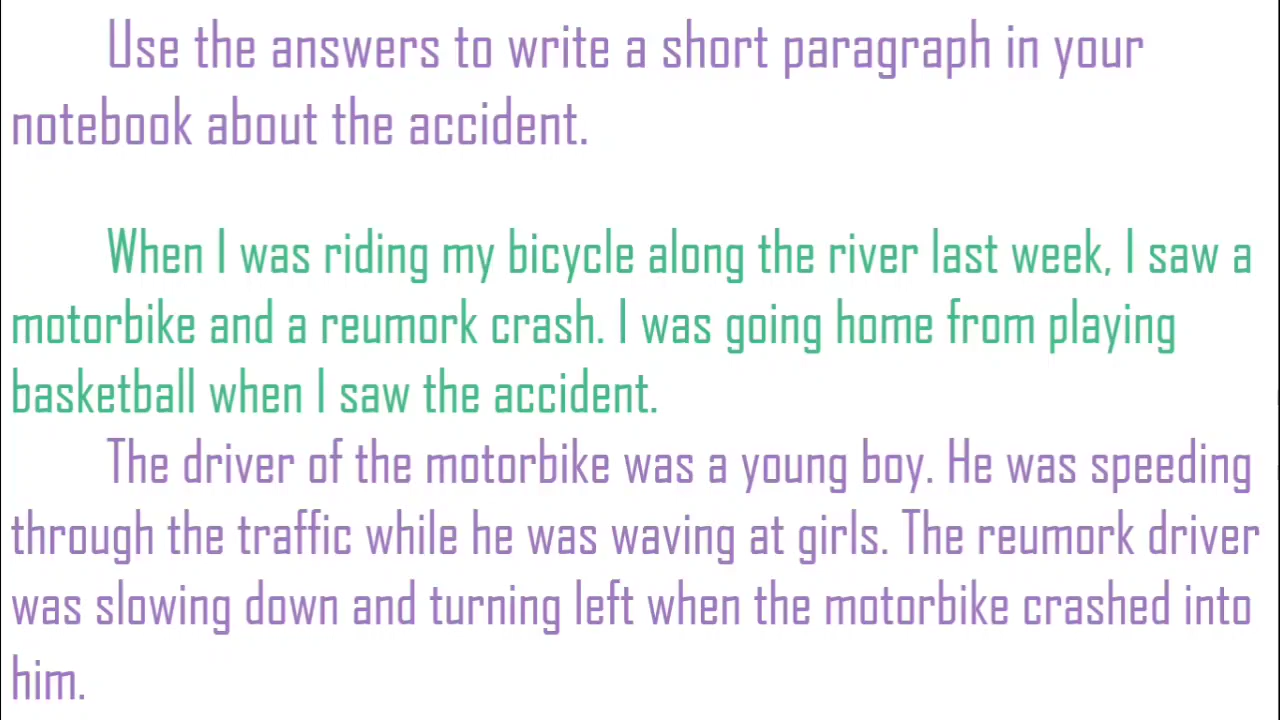 Use the answers to write a short paragraph in your
notebook about the accident.
When I was riding my bicycle along the river last week, I saw a
motorbike and a reumork crash. I was going home from playing
basketball when I saw the accident.
The driver of the motorbike was a young boy. He was speeding
through the traffic while he was waving at girls. The reumork driver
was slowing down and turning left when the motorbike crashed into
him.